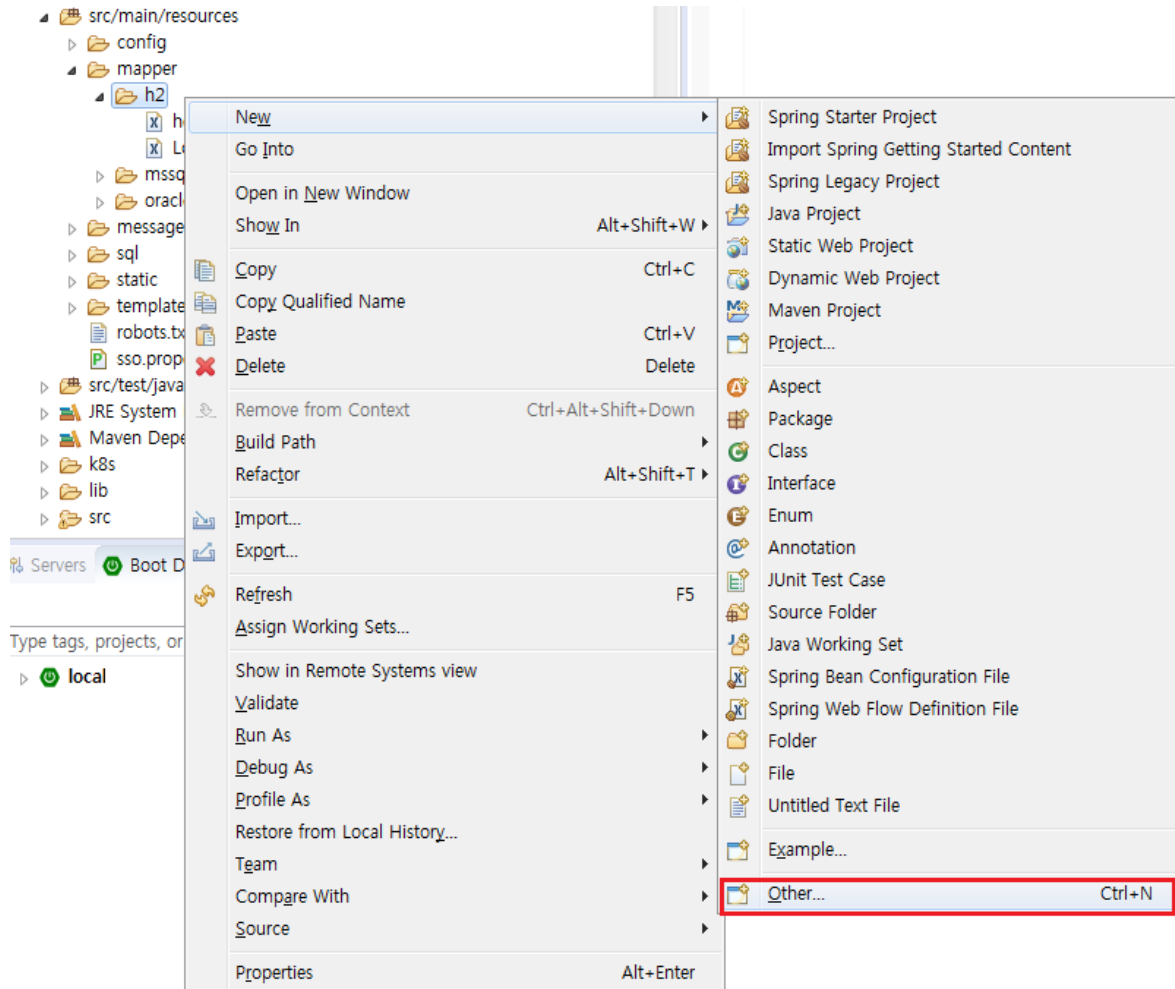 src/main/resources
config
mapper
h2
mssq
oracl
message
sql
static
template
robots.tx
sso.prop
src/test/java
JRE System
Maven Depe
k8s
lib
src
Servers
Boot D
Type tags, projects, or
local
New
Go Into
Open in New Window
Show In Alt+Shift+W
Copy Ctrl+C
Copy Qualified Name
Paste Ctrl+V
Delete Delete
Remove from Context Ctrl+Alt+Shift+Down
Build Path
Refactor Alt+Shift+T
Import...
Export...
Refresh F5
Assign Working Sets...
Show in Remote Systems view
Validate
Run As
Debug As
Profile As
Restore from Local History...
Team
Compare With
Source
Properties Alt+Enter
Spring Starter Project
Import Spring Getting Started Content
Spring Legacy Project
Java Project
Static Web Project
Dynamic Web Project
Maven Project
Project...
Aspect
Package
Class
Interface
Enum
Annotation
JUnit Test Case
Source Folder
Java Working Set
Spring Bean Configuration File
Spring Web Flow Definition File
Folder
File
Untitled Text File
Example...
Other... Ctrl+N